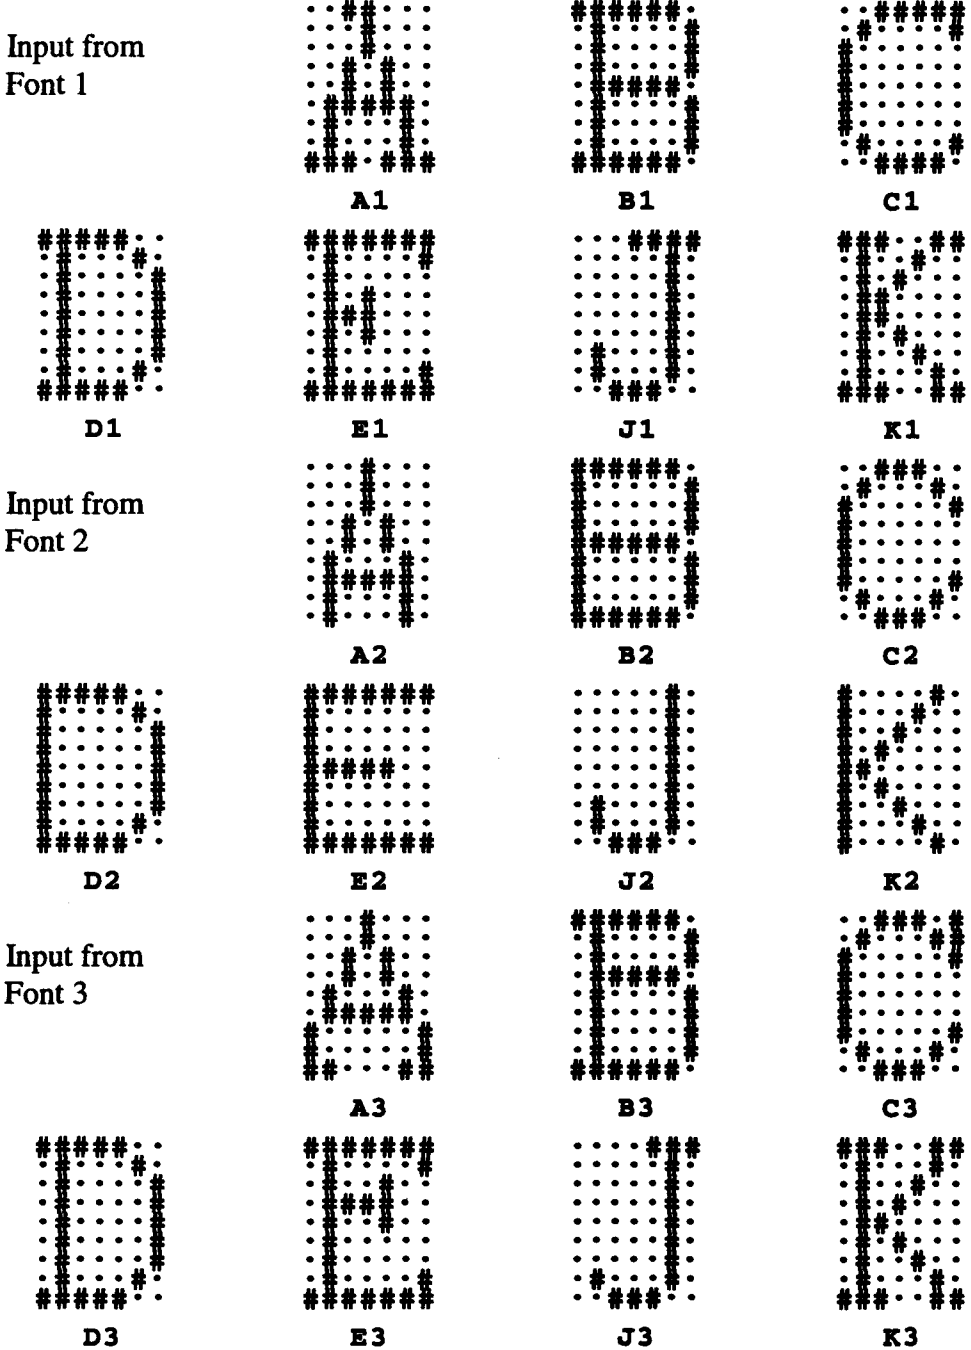 Input from
Font 1
A1 B1 C1
D1 E1 J1 K1
Input from
Font 2
A2 B2 C2
D2 E2 J2 K2
Input from
Font 3
A3 B3 C3
D3 E3 J3 K3